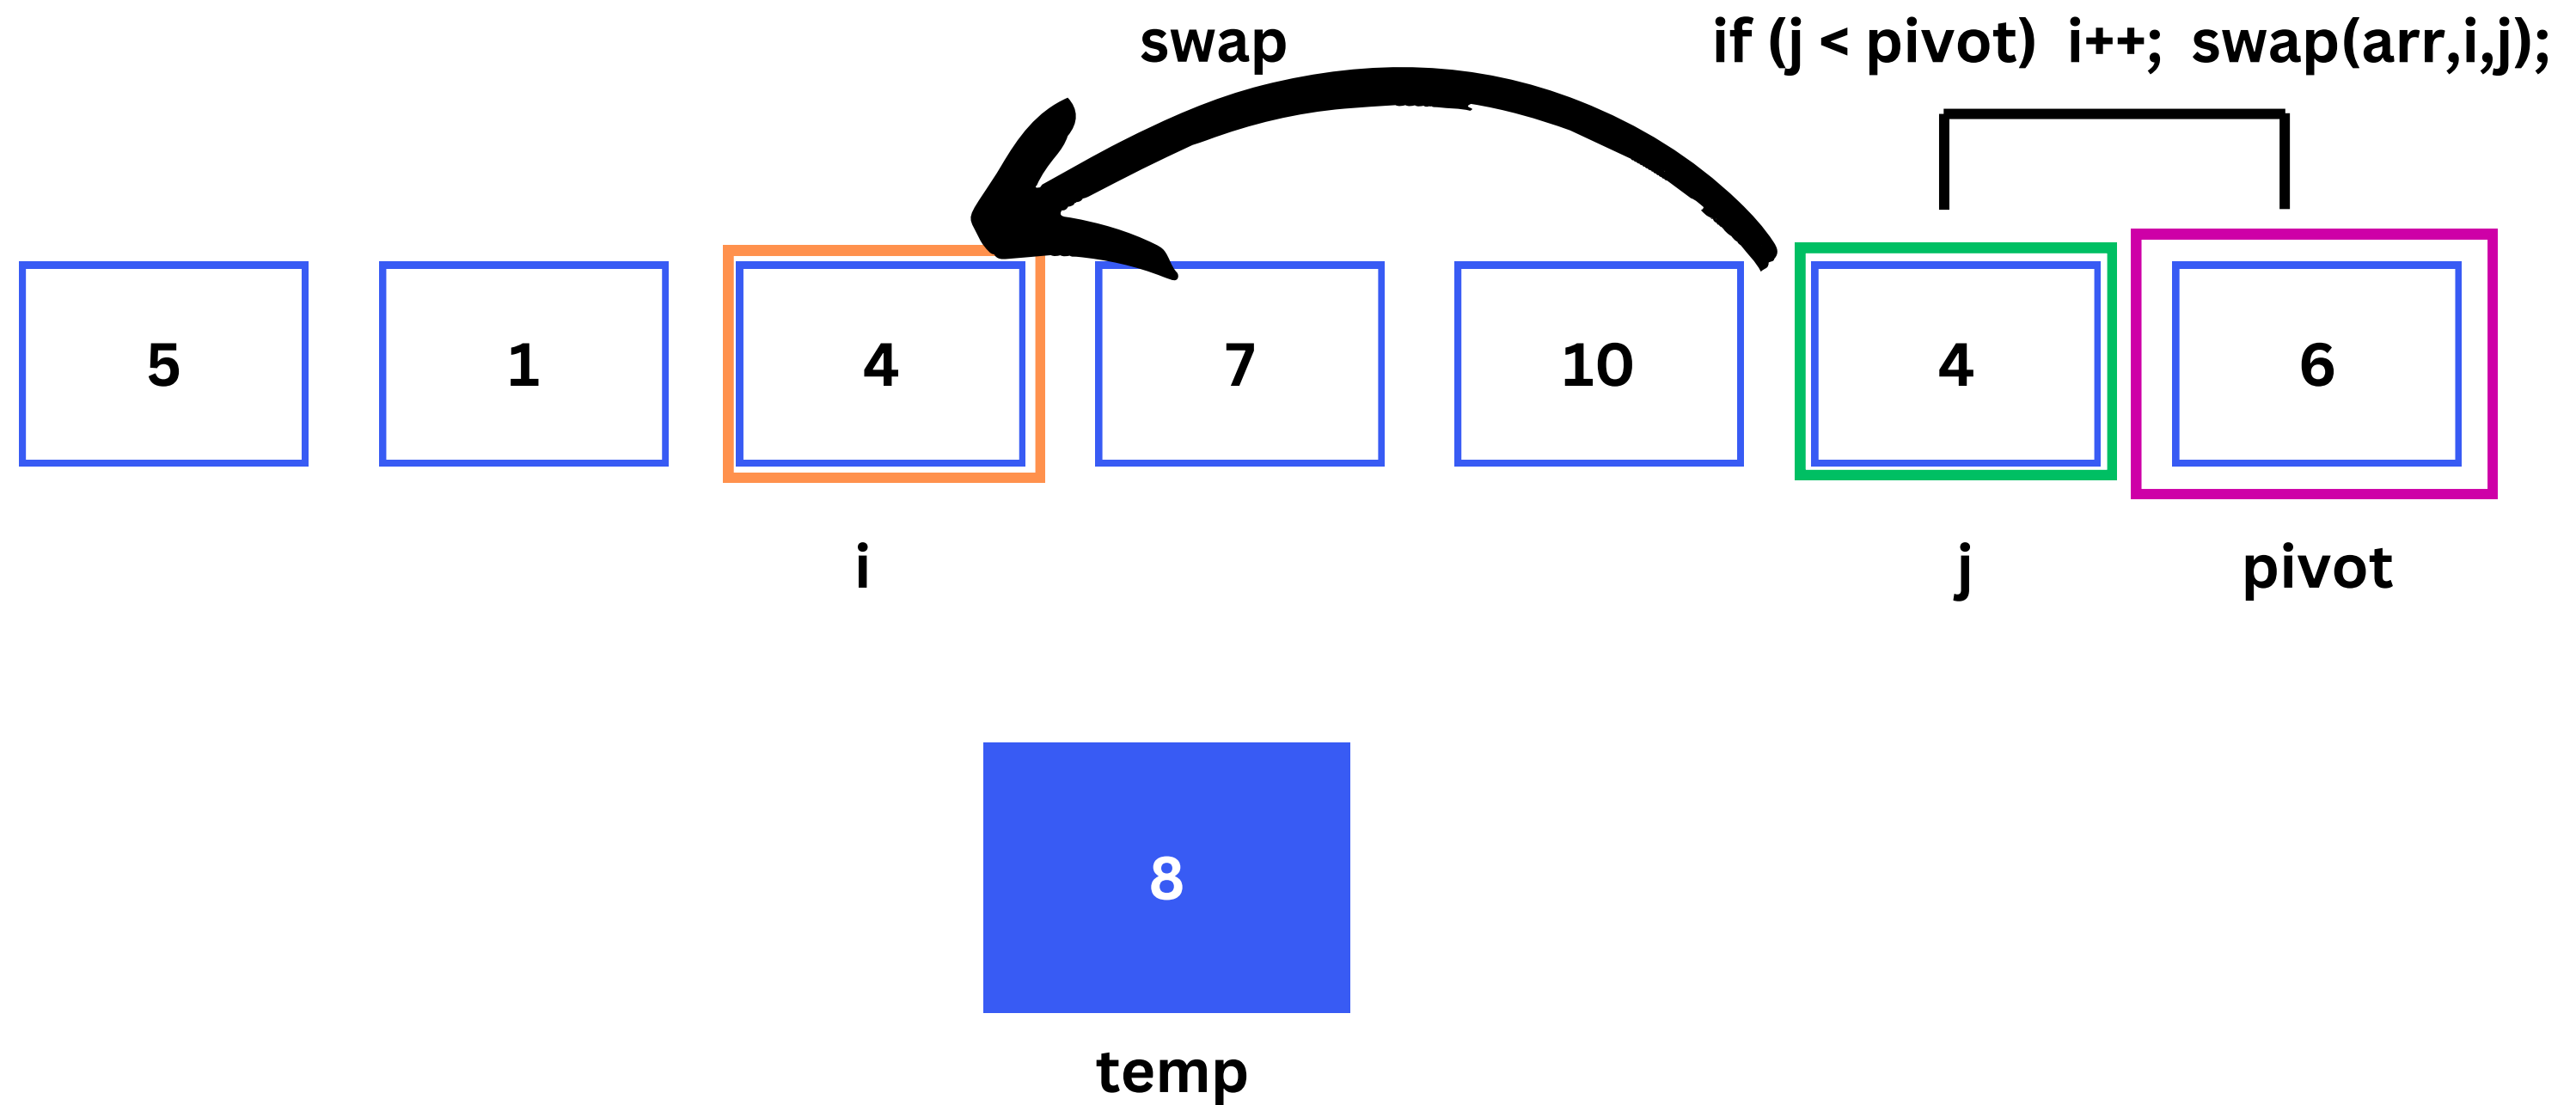 swap
if (j < pivot)  i++;  swap(arr,i,j);
5 1 4 7 10 4 6
i j pivot
8
temp